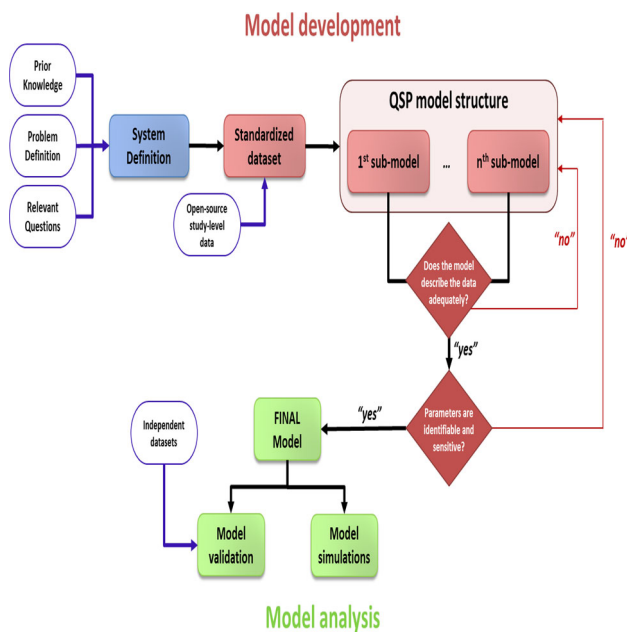 Model development
Prior
Knowledge
Problem
Definition
Relevant
Questions
System
Definition
Standardized
dataset
Open-source
study-level
data
QSP model structure
1st sub-model
...
nth sub-model
Does the model
describe the data
adequately?
"no"
"no"
"yes"
Parameters are
identifiable and
sensitive?
"yes"
FINAL
Model
Independent
datasets
Model
validation
Model
simulations
Model analysis